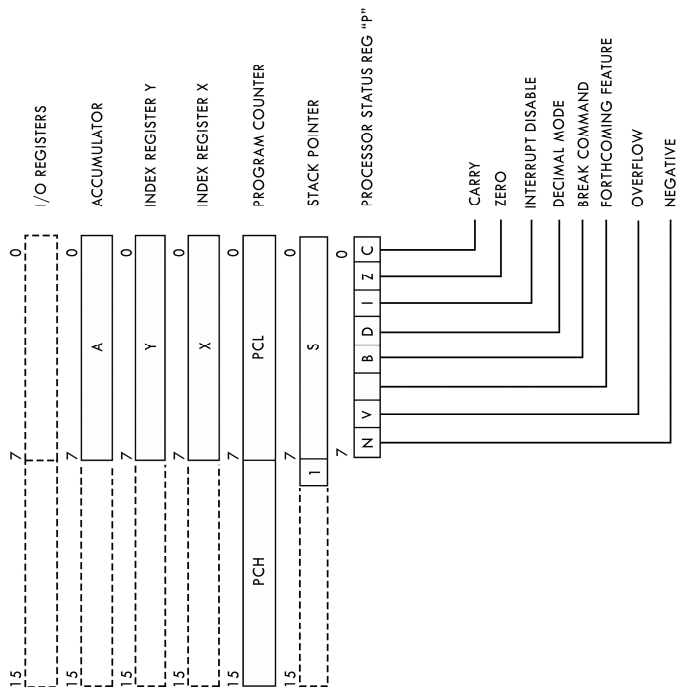 15 7 0 I/O REGISTERS
15 7 0 ACCUMULATOR
A
15 7 0 INDEX REGISTER Y
Y
15 7 0 INDEX REGISTER X
X
15 7 0 PROGRAM COUNTER
PCH PCL
15 7 0 STACK POINTER
1 S
7 0 PROCESSOR STATUS REG "P"
N V B D I Z C
CARRY
ZERO
INTERRUPT DISABLE
DECIMAL MODE
BREAK COMMAND
FORTHCOMING FEATURE
OVERFLOW
NEGATIVE